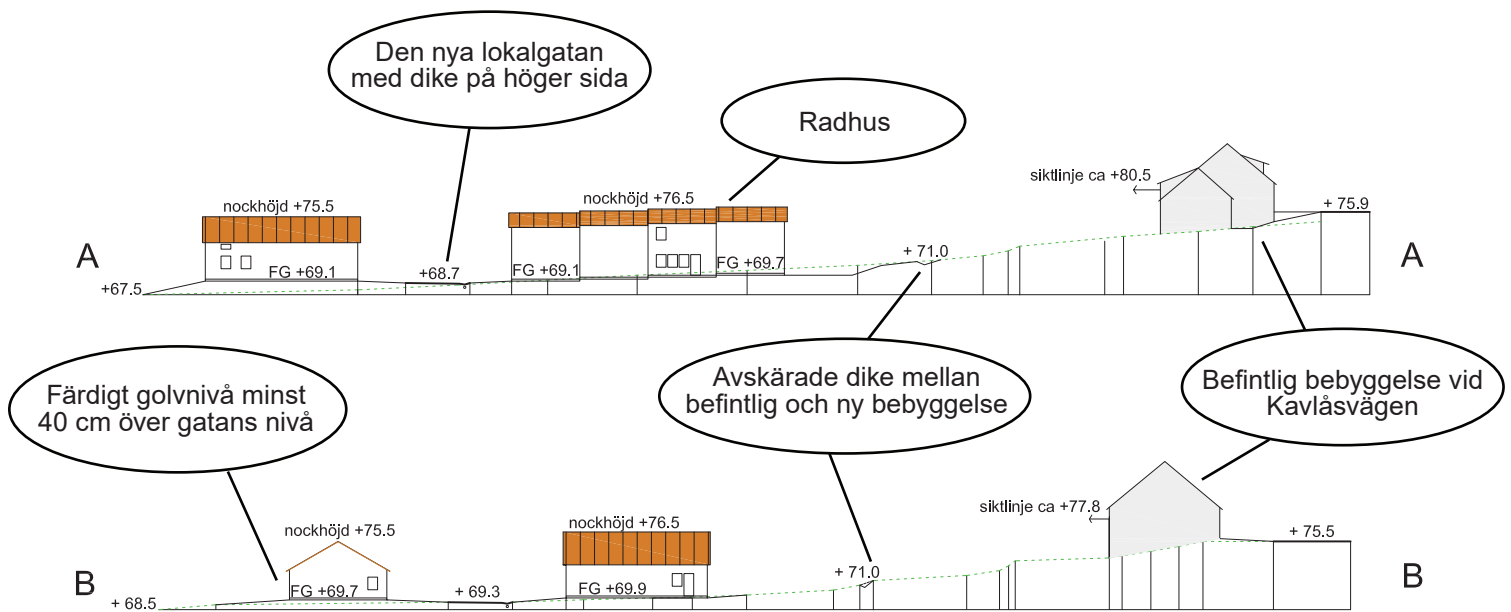 Den nya lokalgatan
med dike på höger sida
Radhus
siktlinje ca +80.5
nockhöjd +75.5
nockhöjd +76.5
+ 75.9
A
FG +69.1
+68.7
FG +69.1
FG +69.7
+ 71.0
A
+67.5
Färdigt golvnivå minst
40 cm över gatans nivå
Avskärade dike mellan
befintlig och ny bebyggelse
Befintlig bebyggelse vid
Kavlåsvägen
siktlinje ca +77.8
nockhöjd +75.5
nockhöjd +76.5
+ 75.5
B
FG +69.7
+ 69.3
FG +69.9
+ 71.0
B
+ 68.5